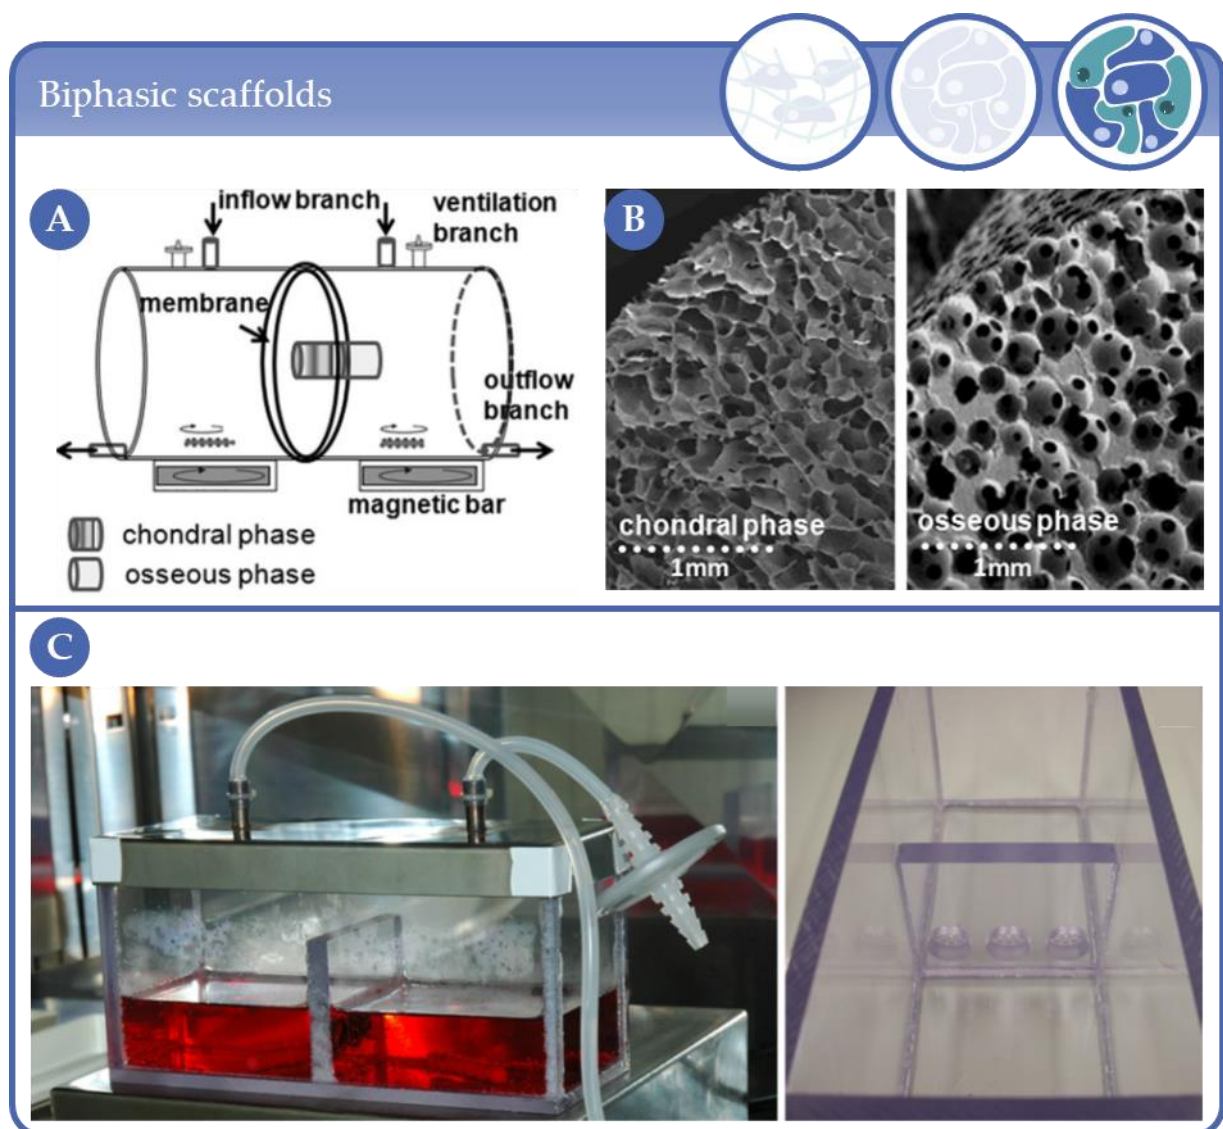 Biphasic scaffolds
A
inflow branch
ventilation
branch
membrane
outflow
branch
magnetic bar
chondral phase
osseous phase
B
chondral phase
1mm
osseous phase
1mm
C